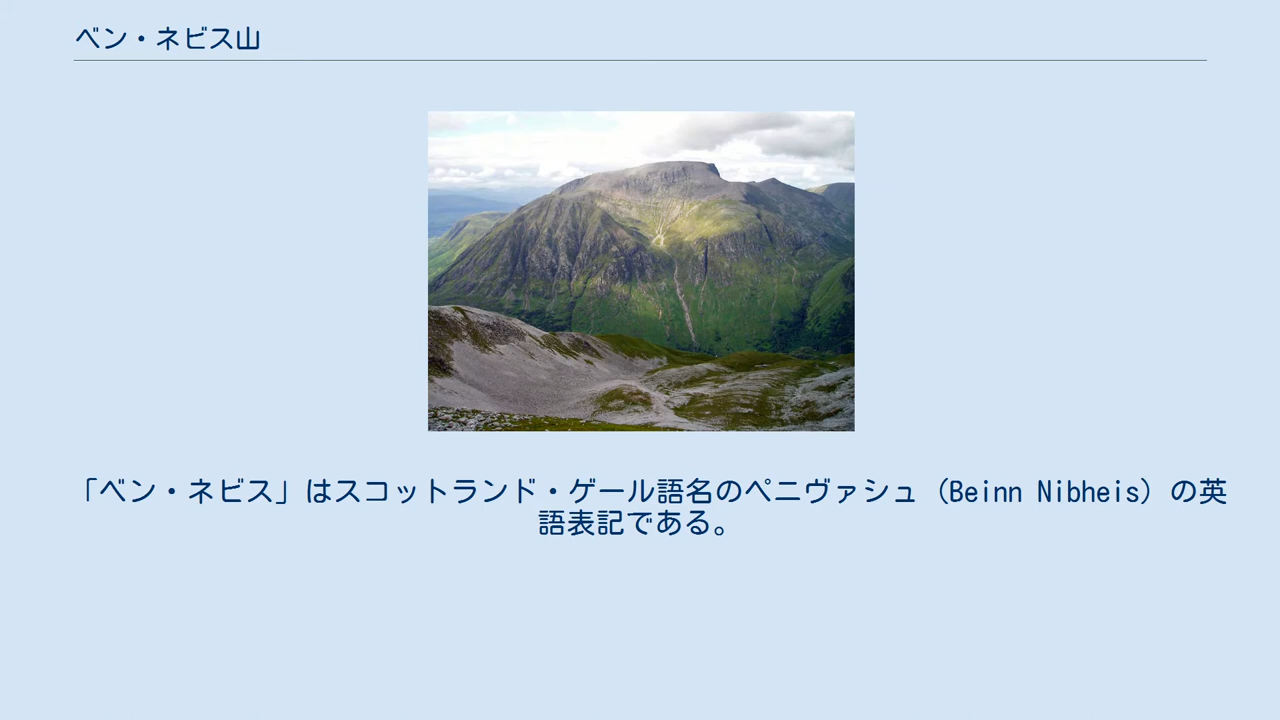 ベン・ネビス山
「ベン・ネビス」はスコットランド・ゲール語名のペニヴァシュ（Beinn Nibheis）の英
語表記である。